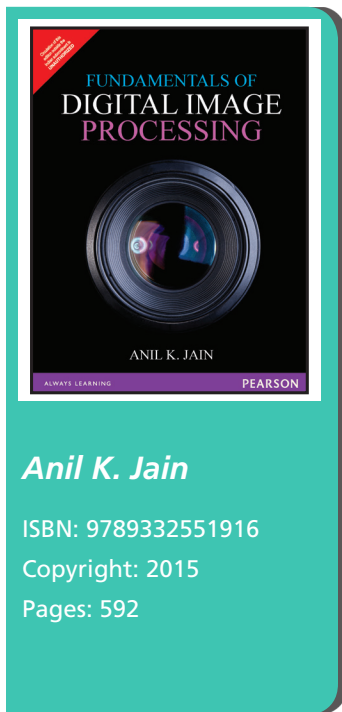 FUNDAMENTALS OF
DIGITAL IMAGE
PROCESSING
ANIL K. JAIN
ALWAYS LEARNING
PEARSON
Anil K. Jain
ISBN: 9789332551916
Copyright: 2015
Pages: 592